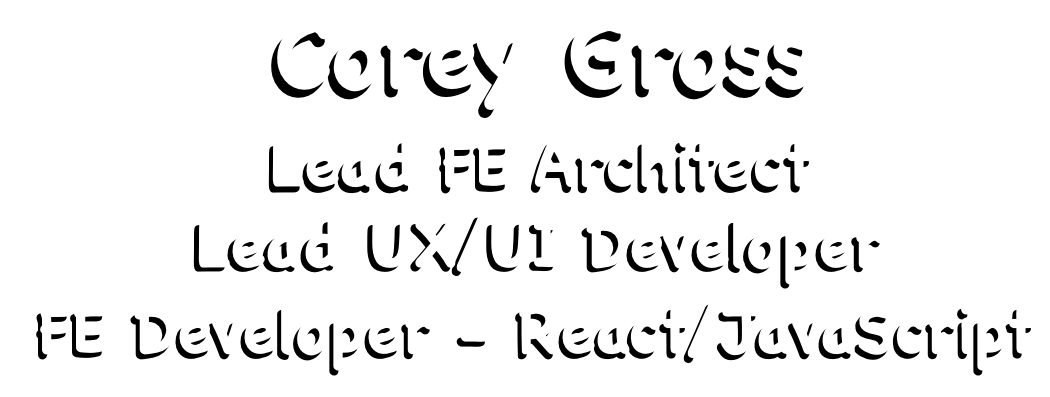 Corey Gross
Lead FE Architect
Lead UX/UI Developer
FE Developer - React/JavaScript